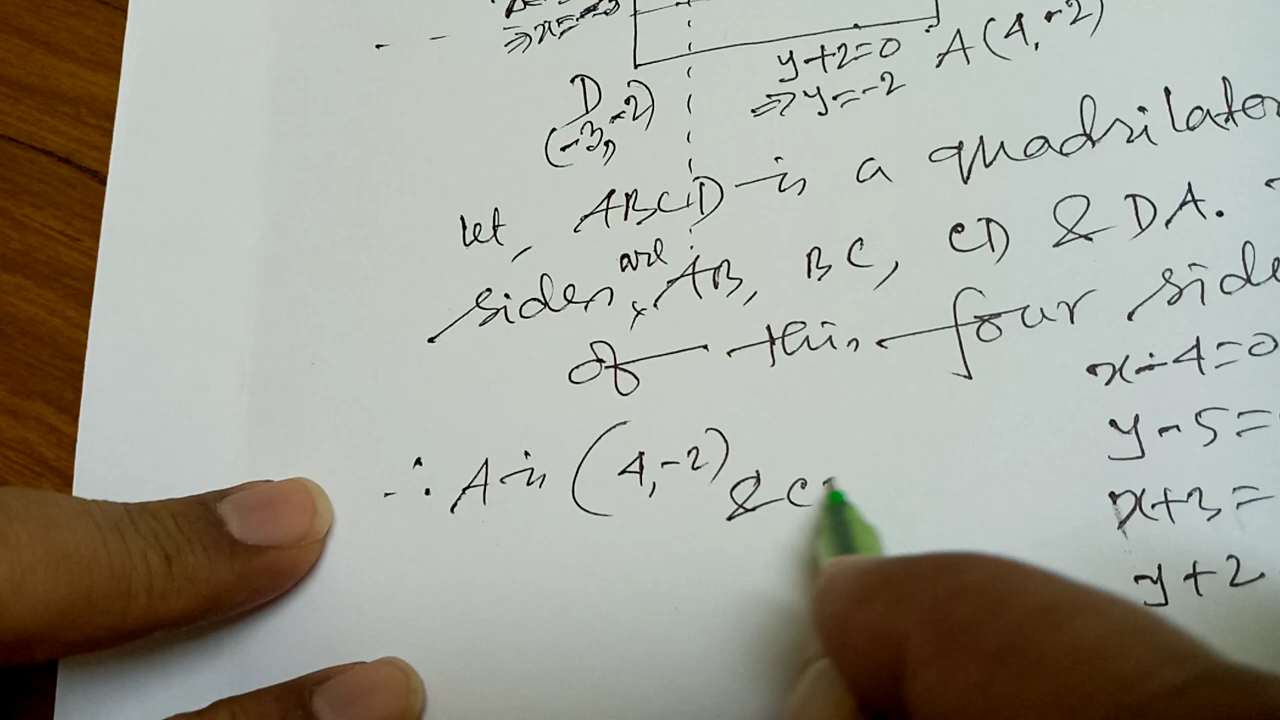 ⇒x=-3
y+2=0 A(4,-2)
⇒y=-2
D
(-3,-2)
let, ABCD is a quadrilater
sides are AB, BC, CD & DA.
of this four side
x-4=0
y-5=
x+3=
y+2
∴ A is (4,-2) & C